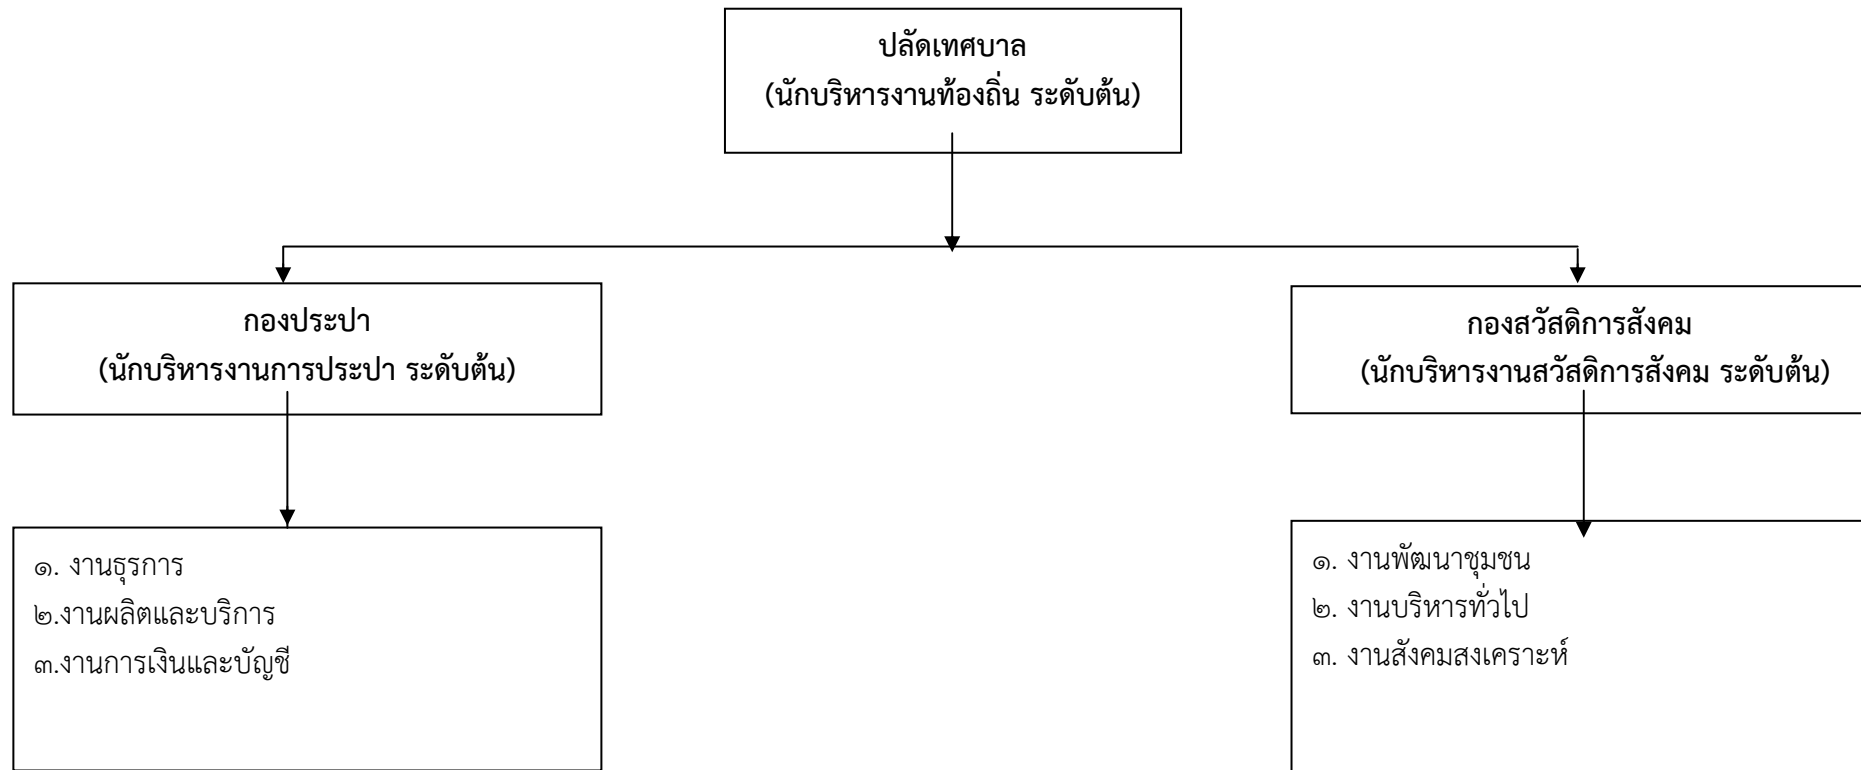 ปลัดเทศบาล
(นักบริหารงานท้องถิ่น ระดับต้น)
กองประปา
(นักบริหารงานการประปา ระดับต้น)
กองสวัสดิการสังคม
(นักบริหารงานสวัสดิการสังคม ระดับต้น)
๑. งานธุรการ
๒.งานผลิตและบริการ
๓.งานการเงินและบัญชี
๑. งานพัฒนาชุมชน
๒. งานบริหารทั่วไป
๓. งานสังคมสงเคราะห์